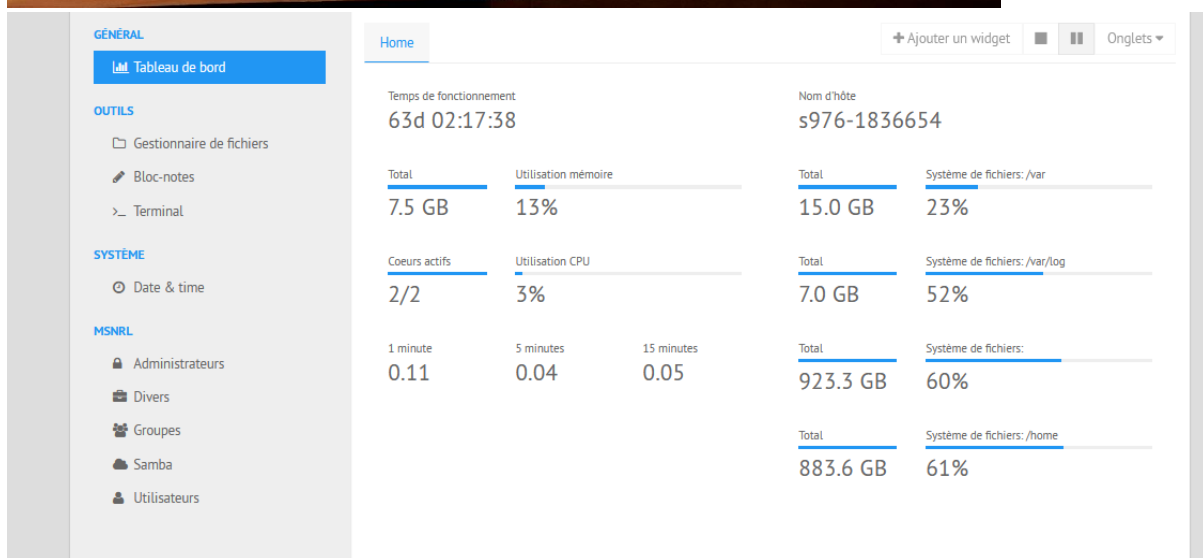 GÉNÉRAL
Tableau de bord
OUTILS
Gestionnaire de fichiers
Bloc-notes
Terminal
SYSTÈME
Date & time
MSNRL
Administrateurs
Divers
Groupes
Samba
Utilisateurs
Home
Ajouter un widget
Onglets
Temps de fonctionnement
63d 02:17:38
Total
Utilisation mémoire
7.5 GB
13%
Coeurs actifs
Utilisation CPU
2/2
3%
1 minute
5 minutes
15 minutes
0.11
0.04
0.05
Nom d'hôte
s976-1836654
Total
Système de fichiers: /var
15.0 GB
23%
Total
Système de fichiers: /var/log
7.0 GB
52%
Total
Système de fichiers:
923.3 GB
60%
Total
Système de fichiers: /home
883.6 GB
61%